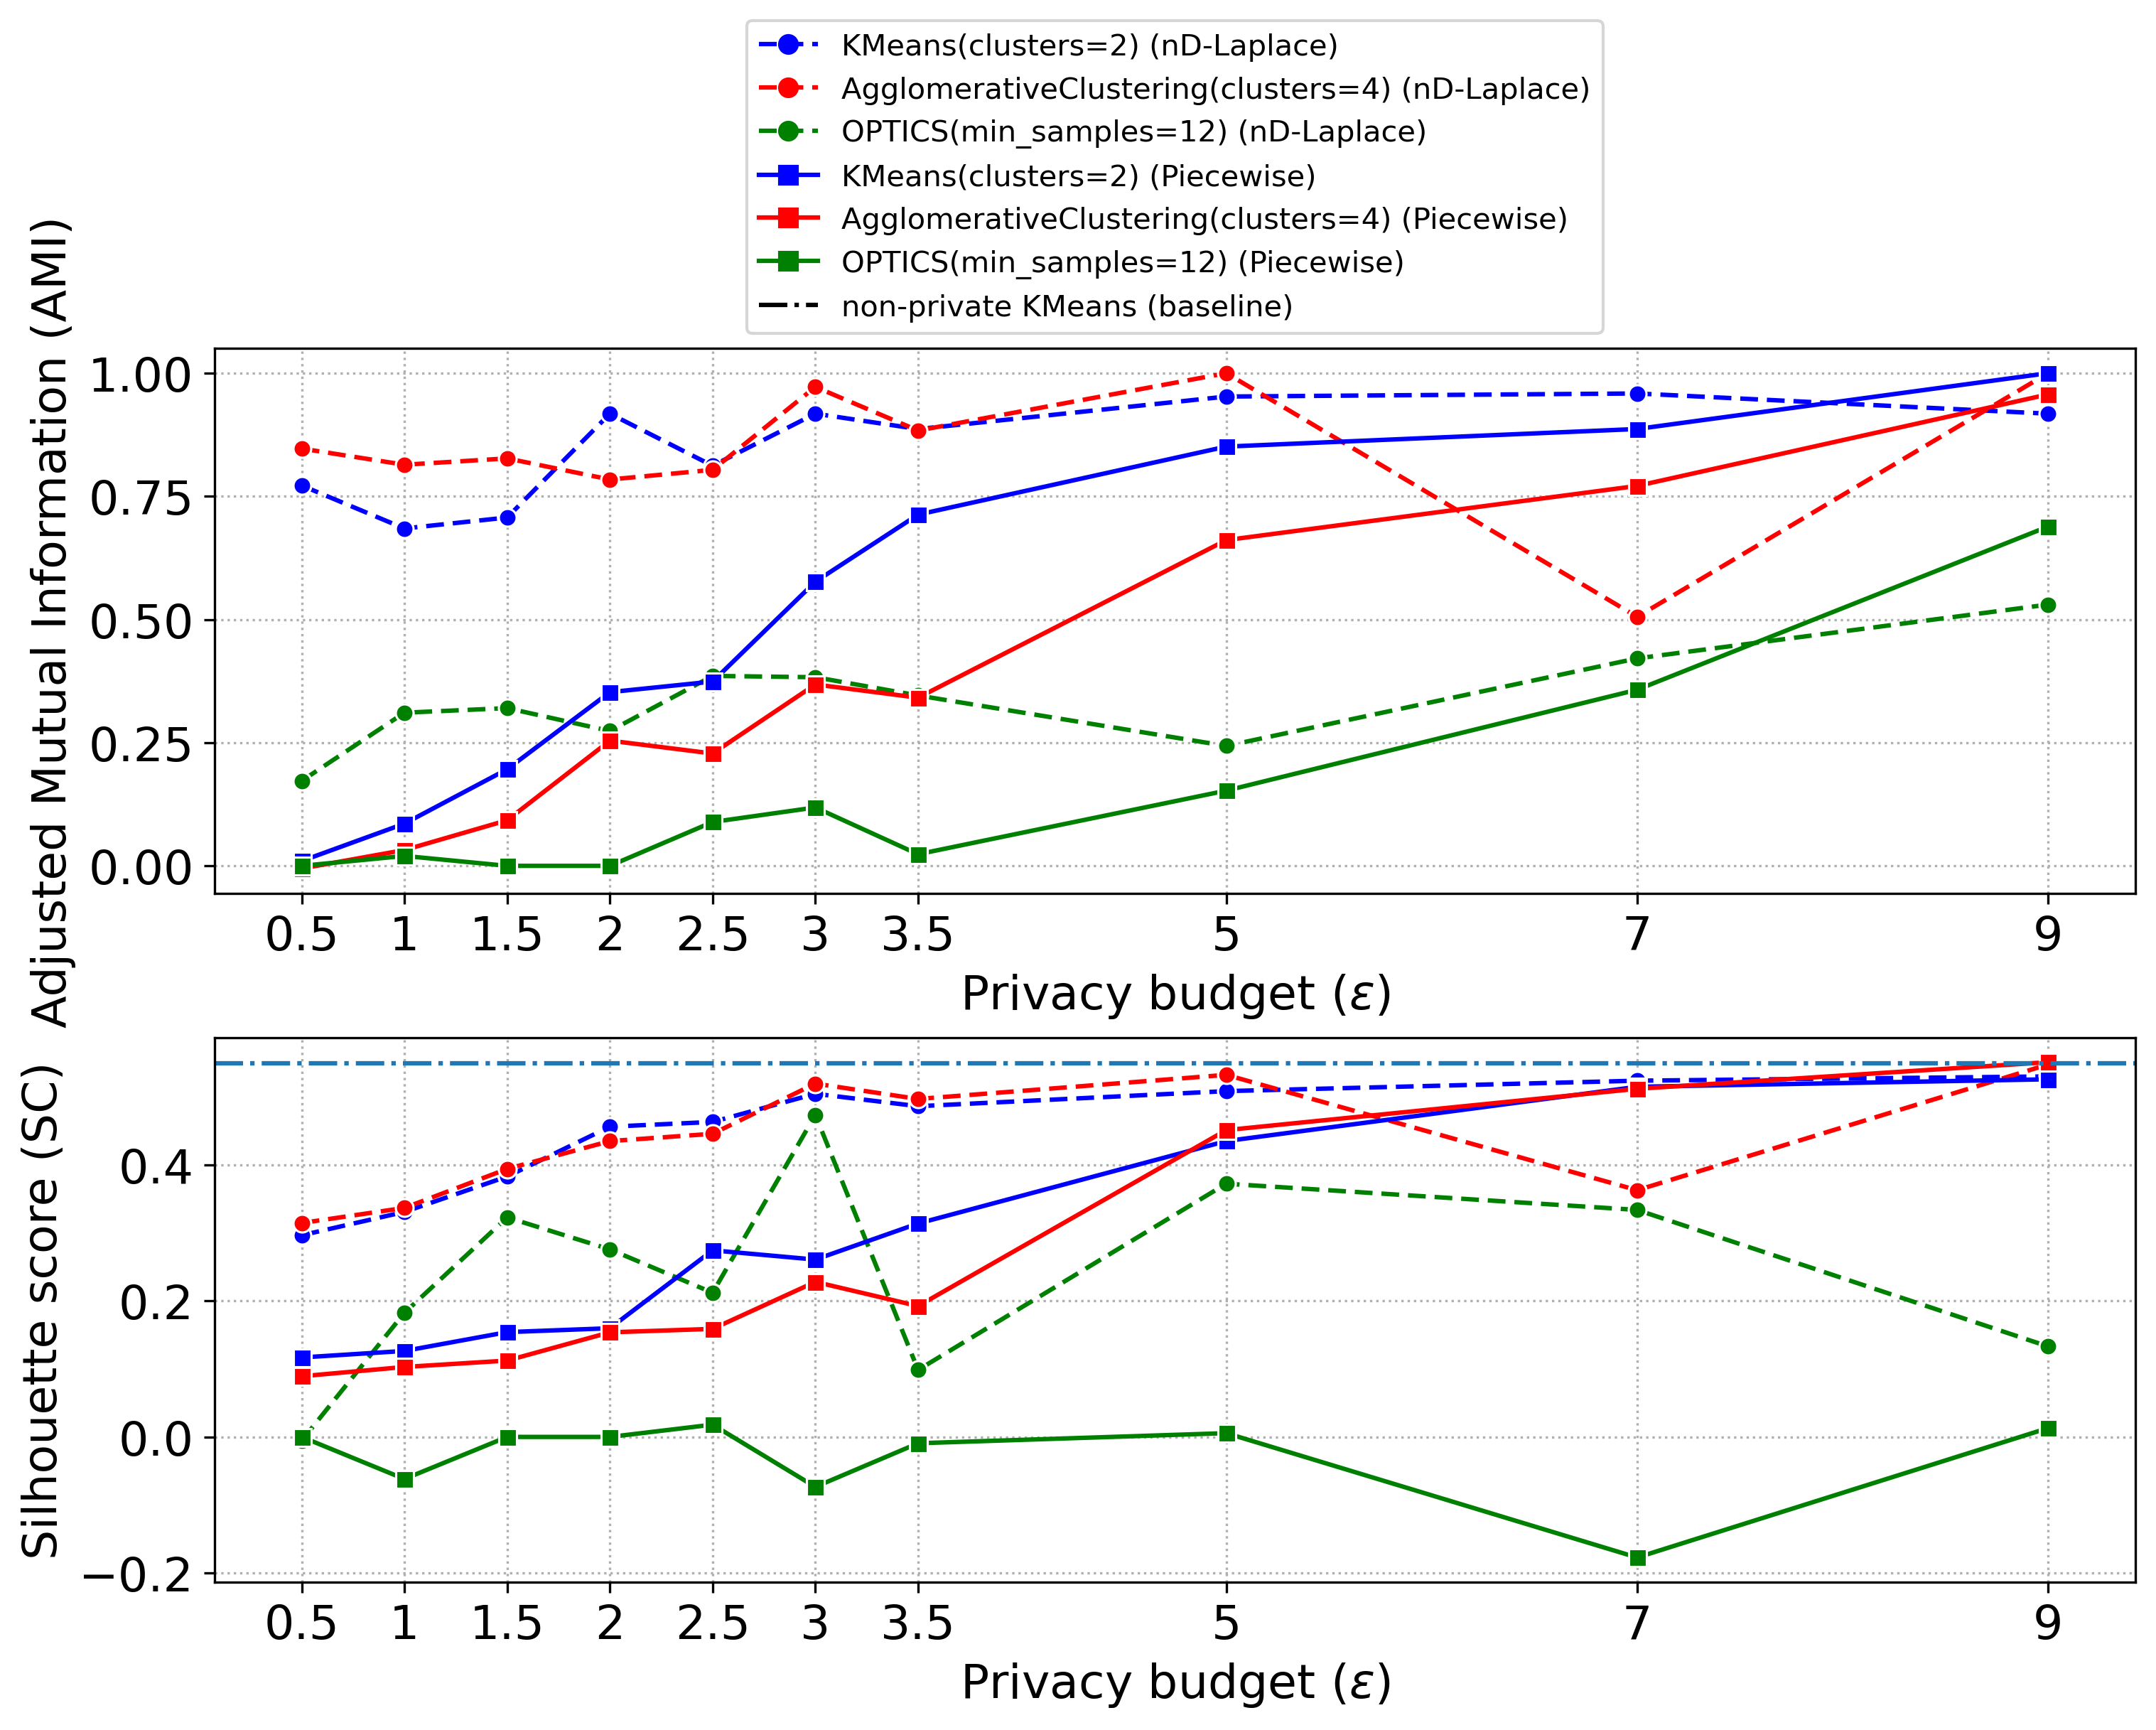 KMeans(clusters=2) (nD-Laplace)
AgglomerativeClustering(clusters=4) (nD-Laplace)
OPTICS(min_samples=12) (nD-Laplace)
KMeans(clusters=2) (Piecewise)
AgglomerativeClustering(clusters=4) (Piecewise)
OPTICS(min_samples=12) (Piecewise)
non-private KMeans (baseline)
Adjusted Mutual Information (AMI)
1.00
0.75
0.50
0.25
0.00
0.5 1 1.5 2 2.5 3 3.5 5 7 9
Privacy budget (ε)
Silhouette score (SC)
0.4
0.2
0.0
−0.2
0.5 1 1.5 2 2.5 3 3.5 5 7 9
Privacy budget (ε)